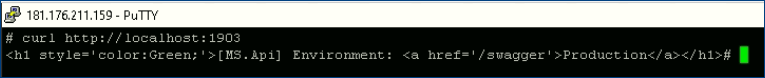 181.176.211.159 - PuTTY
# curl http://localhost:1903
<h1 style='color:Green;'>[MS.Api] Environment: <a href='/swagger'>Production</a></h1>#